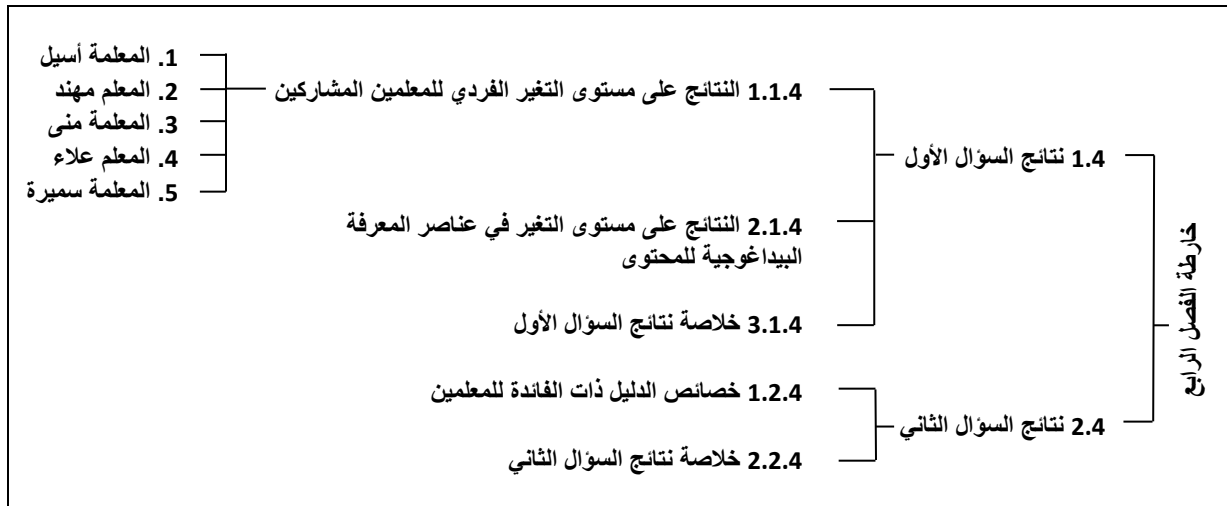 خارطة الفصل الرابع
1.4 نتائج السؤال الأول
1.1.4 النتائج على مستوى التغير الفردي للمعلمين المشاركين
1. المعلمة أسيل
2. المعلم مهند
3. المعلمة منى
4. المعلم علاء
5. المعلمة سميرة
2.1.4 النتائج على مستوى التغير في عناصر المعرفة
البيداغوجية للمحتوى
3.1.4 خلاصة نتائج السؤال الأول
2.4 نتائج السؤال الثاني
1.2.4 خصائص الدليل ذات الفائدة للمعلمين
2.2.4 خلاصة نتائج السؤال الثاني